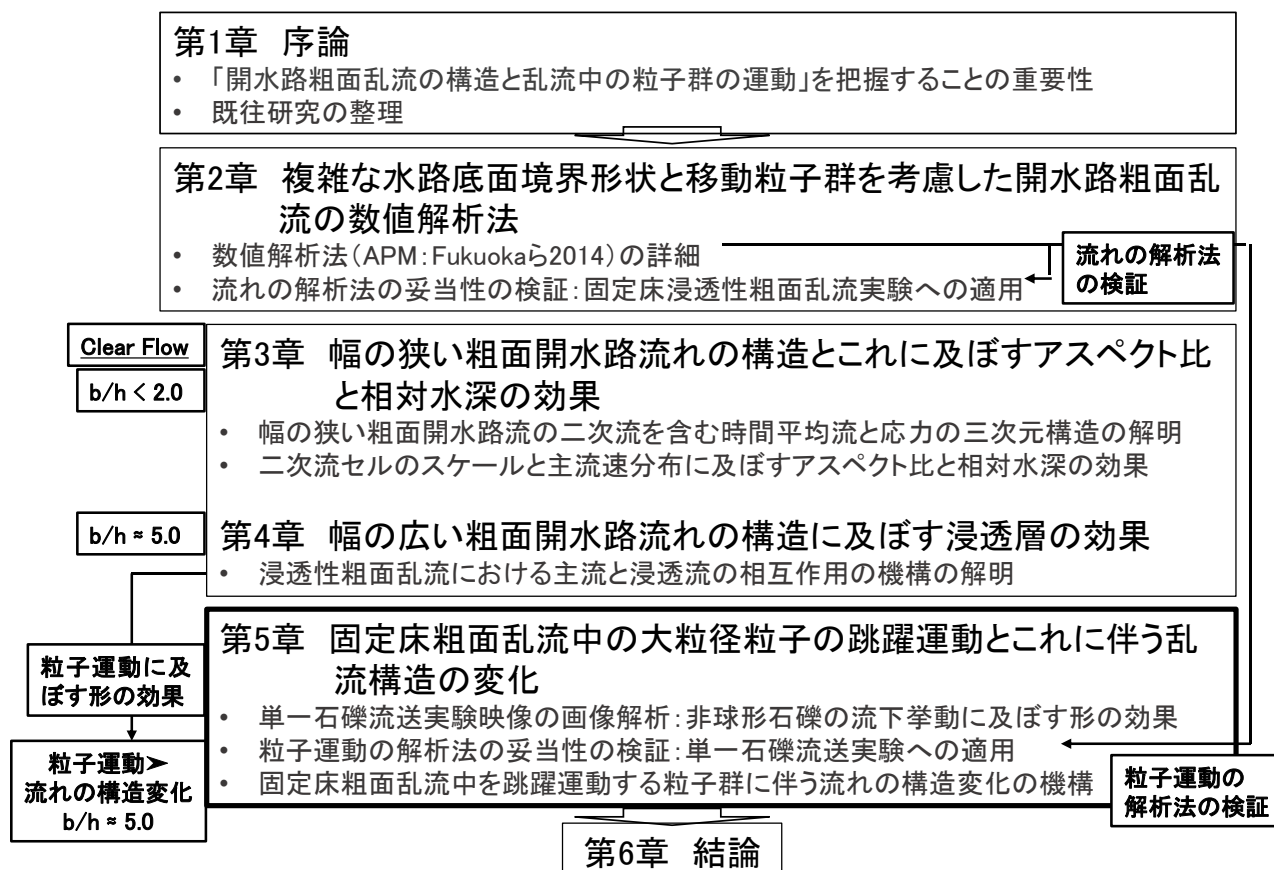 第1章 序論
• 「開水路粗面乱流の構造と乱流中の粒子群の運動」を把握することの重要性
• 既往研究の整理
第2章 複雑な水路底面境界形状と移動粒子群を考慮した開水路粗面乱
流の数値解析法
• 数値解析法(APM:Fukuokaら2014)の詳細
• 流れの解析法の妥当性の検証:固定床浸透性粗面乱流実験への適用
流れの解析法
の検証
Clear Flow
b/h < 2.0
第3章 幅の狭い粗面開水路流れの構造とこれに及ぼすアスペクト比
と相対水深の効果
• 幅の狭い粗面開水路流の二次流を含む時間平均流と応力の三次元構造の解明
• 二次流セルのスケールと主流速分布に及ぼすアスペクト比と相対水深の効果
b/h ≈ 5.0
第4章 幅の広い粗面開水路流れの構造に及ぼす浸透層の効果
• 浸透性粗面乱流における主流と浸透流の相互作用の機構の解明
第5章 固定床粗面乱流中の大粒径粒子の跳躍運動とこれに伴う乱
流構造の変化
• 単一石礫流送実験映像の画像解析:非球形石礫の流下挙動に及ぼす形の効果
• 粒子運動の解析法の妥当性の検証:単一石礫流送実験への適用
• 固定床粗面乱流中を跳躍運動する粒子群に伴う流れの構造変化の機構
粒子運動に及
ぼす形の効果
粒子運動➤
流れの構造変化
b/h ≈ 5.0
粒子運動の
解析法の検証
第6章 結論